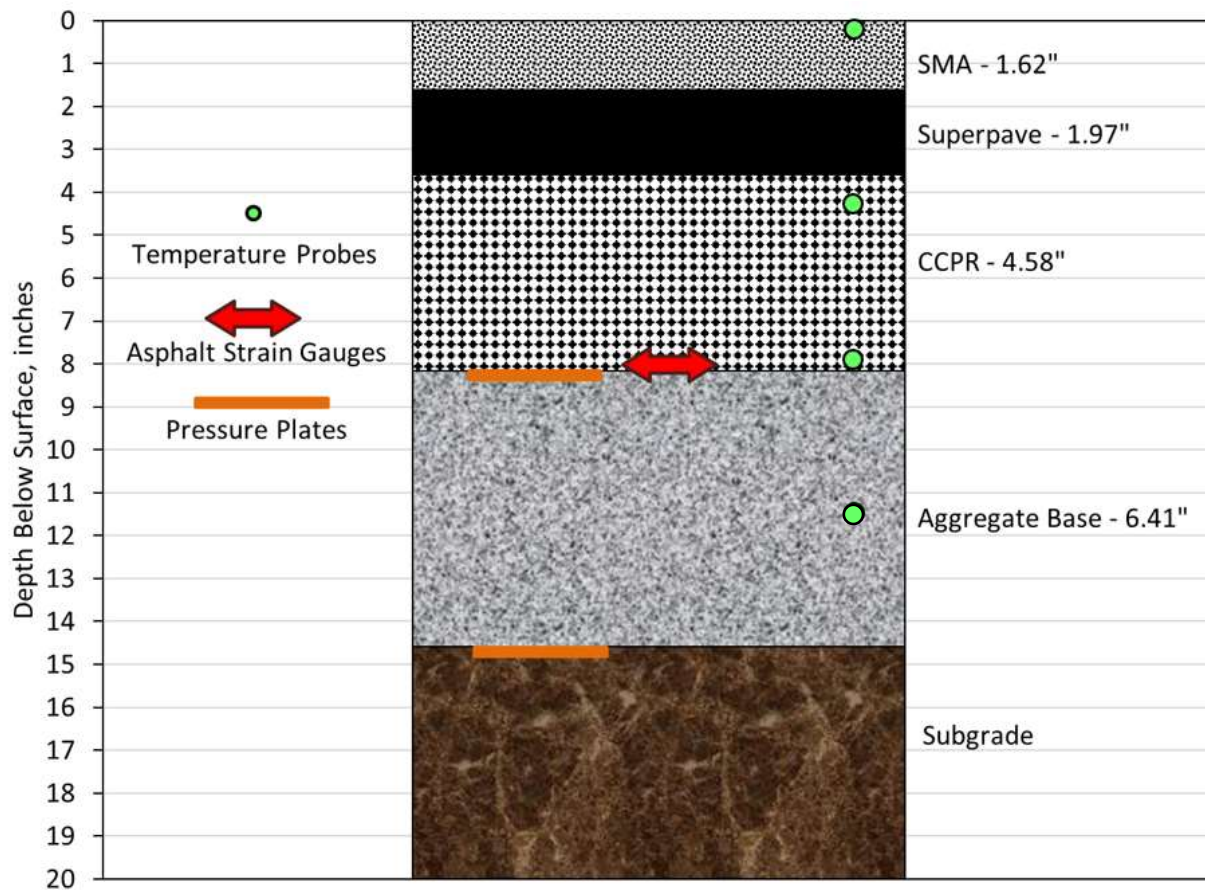 Depth Below Surface, inches
0
1
2
3
4
5
6
7
8
9
10
11
12
13
14
15
16
17
18
19
20
Temperature Probes
Asphalt Strain Gauges
Pressure Plates
SMA - 1.62"
Superpave - 1.97"
CCPR - 4.58"
Aggregate Base - 6.41"
Subgrade